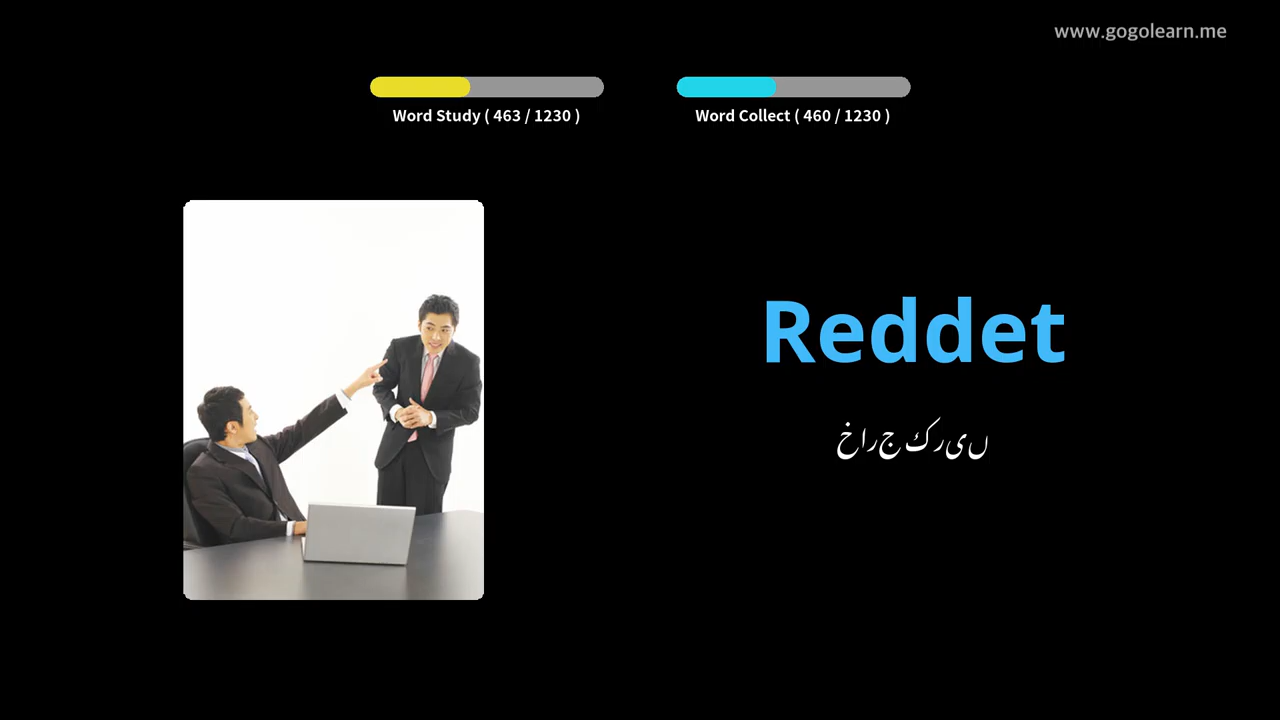 www.gogolearn.me
Word Study ( 463 / 1230 )
Word Collect ( 460 / 1230 )
Reddet
خارج کریں